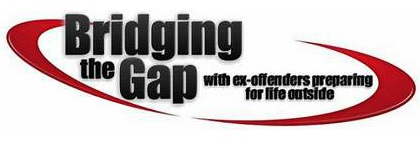 Bridging
the Gap
with ex-offenders preparing
for life outside